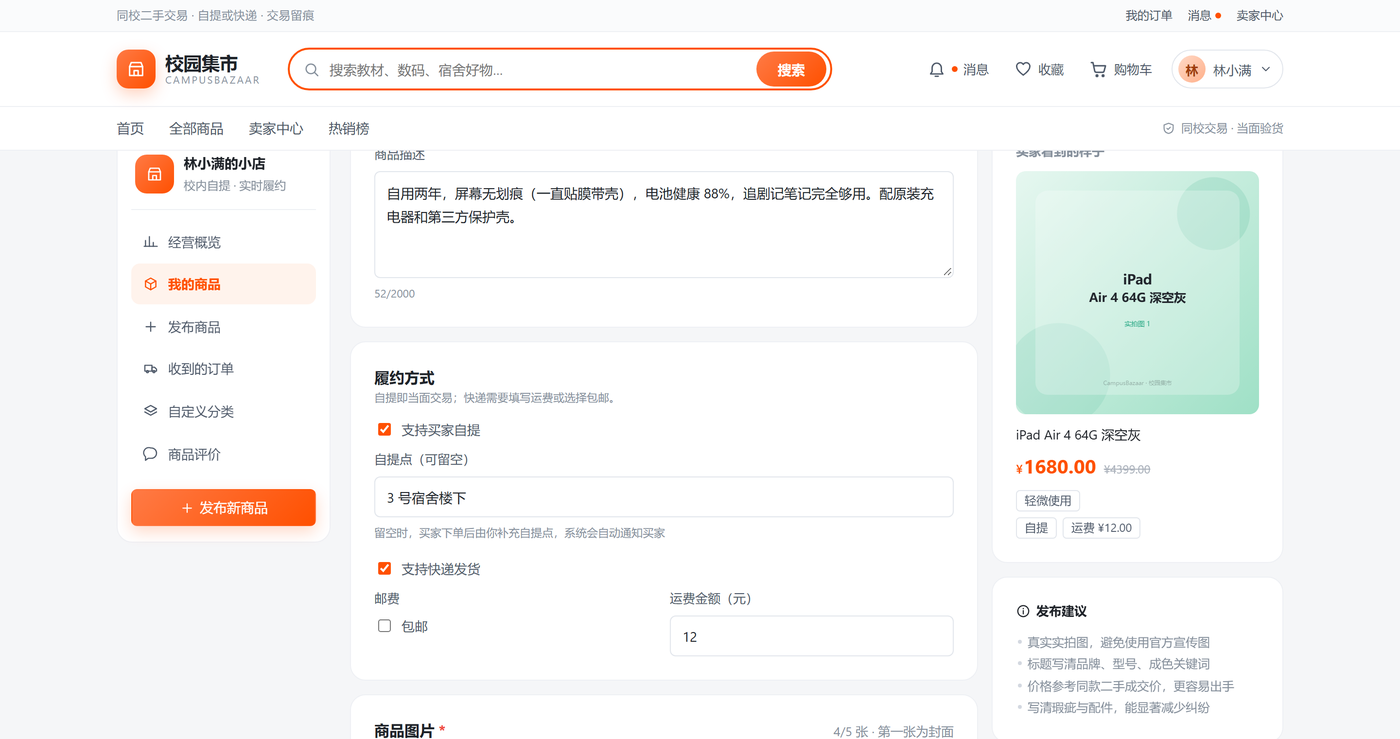 同校二手交易 · 自提或快递 · 交易留痕
我的订单 消息 卖家中心
校园集市
CAMPUSBAZAAR
搜索教材、数码、宿舍好物...
搜索
消息
收藏
购物车
林 林小满
首页 全部商品 卖家中心 热销榜
同校交易 · 当面验货
林小满的小店
校内自提 · 实时履约
经营概览
我的商品
发布商品
收到的订单
自定义分类
商品评价
+ 发布新商品
商品描述
自用两年，屏幕无划痕（一直贴膜带壳），电池健康 88%，追剧记笔记完全够用。配原装充
电器和第三方保护壳。
52/2000
履约方式
自提即当面交易；快递需要填写运费或选择包邮。
支持买家自提
自提点（可留空）
3 号宿舍楼下
留空时，买家下单后由你补充自提点，系统会自动通知买家
支持快递发货
邮费
包邮
运费金额（元）
12
商品图片 *
4/5 张 · 第一张为封面
买家看到的样子
iPad
Air 4 64G 深空灰
实拍图 1
CampusBazaar · 校园集市
iPad Air 4 64G 深空灰
¥1680.00 ¥4399.00
轻微使用
自提 运费 ¥12.00
发布建议
真实实拍图，避免使用官方宣传图
标题写清品牌、型号、成色关键词
价格参考同款二手成交价，更容易出手
写清瑕疵与配件，能显著减少纠纷